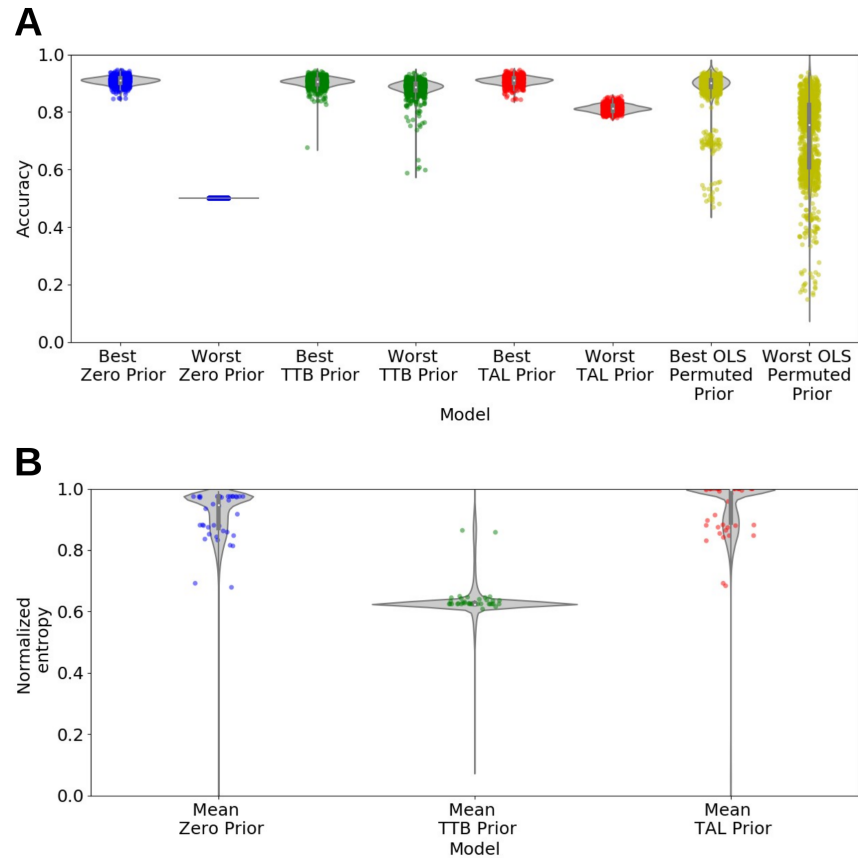 A
1.0
0.8
0.6
0.4
0.2
0.0
Accuracy
Best
Zero Prior
Worst
Zero Prior
Best
TTB Prior
Worst
TTB Prior
Best
TAL Prior
Worst
TAL Prior
Best OLS
Permuted
Prior
Worst OLS
Permuted
Prior
Model
B
1.0
0.8
0.6
0.4
0.2
0.0
Normalized
entropy
Mean
Zero Prior
Mean
TTB Prior
Mean
TAL Prior
Model